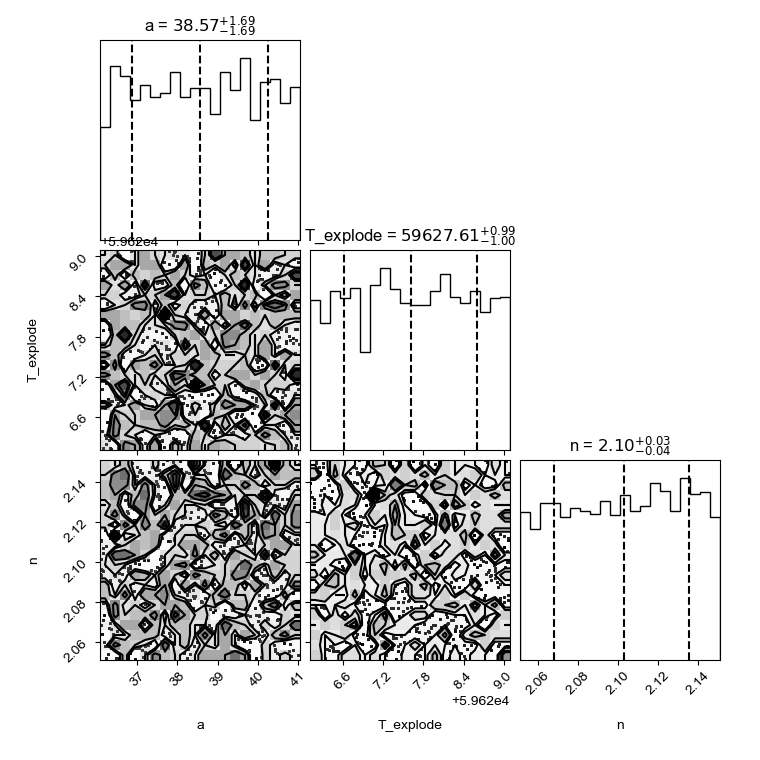 a = 38.57+1.69−1.69
+5.962e4
T_explode = 59627.61+0.99−1.00
T_explode
9.0
8.4
7.8
7.2
6.6
n = 2.10+0.03−0.04
n
2.14
2.12
2.10
2.08
2.06
37 38 39 40 41
6.6 7.2 7.8 8.4 9.0
2.06 2.08 2.10 2.12 2.14
+5.962e4
a T_explode n